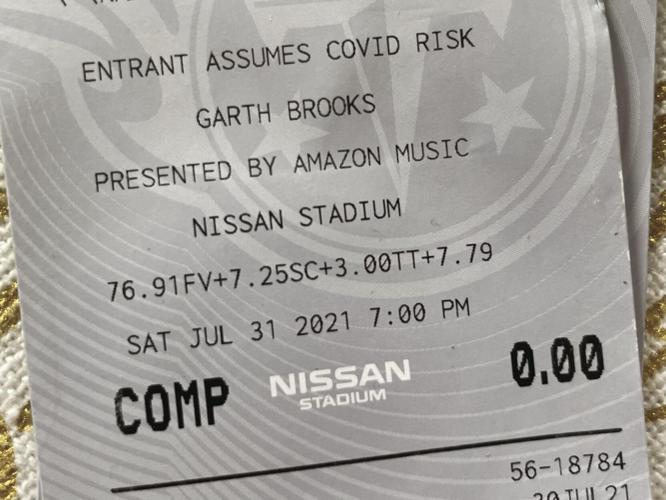 ENTRANT ASSUMES COVID RISK
GARTH BROOKS
PRESENTED BY AMAZON MUSIC
NISSAN STADIUM
76.91FV+7.25SC+3.00TT+7.79
SAT JUL 31 2021 7:00 PM
COMP NISSAN STADIUM 0.00
56-18784
30JUL21